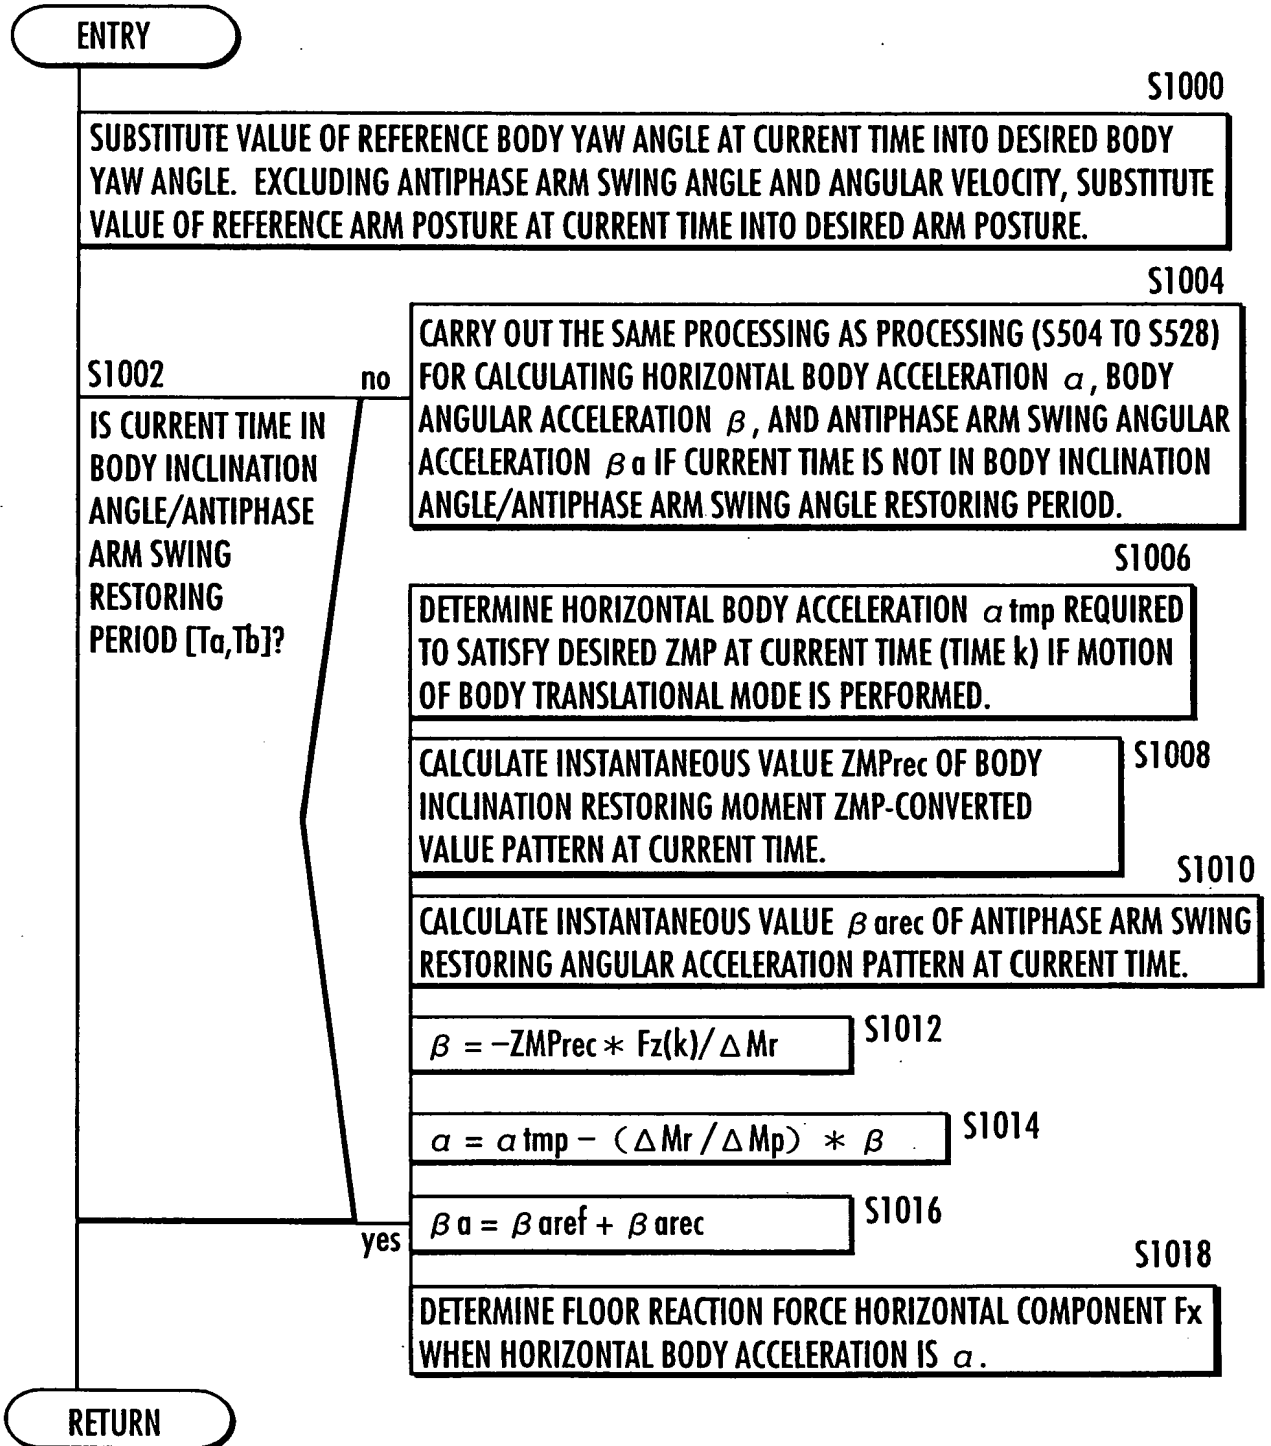 ENTRY
S1000
SUBSTITUTE VALUE OF REFERENCE BODY YAW ANGLE AT CURRENT TIME INTO DESIRED BODY
YAW ANGLE. EXCLUDING ANTIPHASE ARM SWING ANGLE AND ANGULAR VELOCITY, SUBSTITUTE
VALUE OF REFERENCE ARM POSTURE AT CURRENT TIME INTO DESIRED ARM POSTURE.
S1002
IS CURRENT TIME IN
BODY INCLINATION
ANGLE/ANTIPHASE
ARM SWING
RESTORING
PERIOD [Ta,Tb]?
no
S1004
CARRY OUT THE SAME PROCESSING AS PROCESSING (S504 TO S528)
FOR CALCULATING HORIZONTAL BODY ACCELERATION α, BODY
ANGULAR ACCELERATION β, AND ANTIPHASE ARM SWING ANGULAR
ACCELERATION βa IF CURRENT TIME IS NOT IN BODY INCLINATION
ANGLE/ANTIPHASE ARM SWING ANGLE RESTORING PERIOD.
yes
S1006
DETERMINE HORIZONTAL BODY ACCELERATION αtmp REQUIRED
TO SATISFY DESIRED ZMP AT CURRENT TIME (TIME k) IF MOTION
OF BODY TRANSLATIONAL MODE IS PERFORMED.
S1008
CALCULATE INSTANTANEOUS VALUE ZMPrec OF BODY
INCLINATION RESTORING MOMENT ZMP-CONVERTED
VALUE PATTERN AT CURRENT TIME.
S1010
CALCULATE INSTANTANEOUS VALUE βarec OF ANTIPHASE ARM SWING
RESTORING ANGULAR ACCELERATION PATTERN AT CURRENT TIME.
S1012
β = −ZMPrec * Fz(k)/ΔMr
S1014
α = αtmp − (ΔMr/ΔMp) * β
S1016
βa = βaref + βarec
S1018
DETERMINE FLOOR REACTION FORCE HORIZONTAL COMPONENT Fx
WHEN HORIZONTAL BODY ACCELERATION IS α.
RETURN